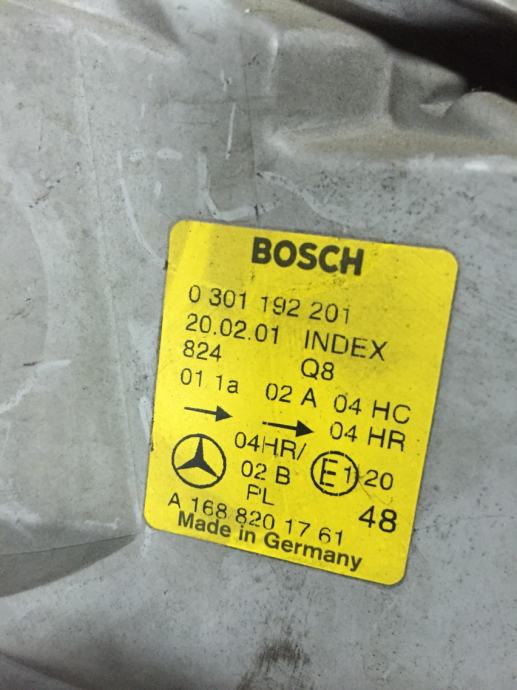 BOSCH
0 301 192 201
20.02.01 INDEX
824 Q8
01 1a 02 A 04 HC
→ → 04 HR
04HR/ E1 20
02 B
PL 48
A 168 820 17 61
Made in Germany